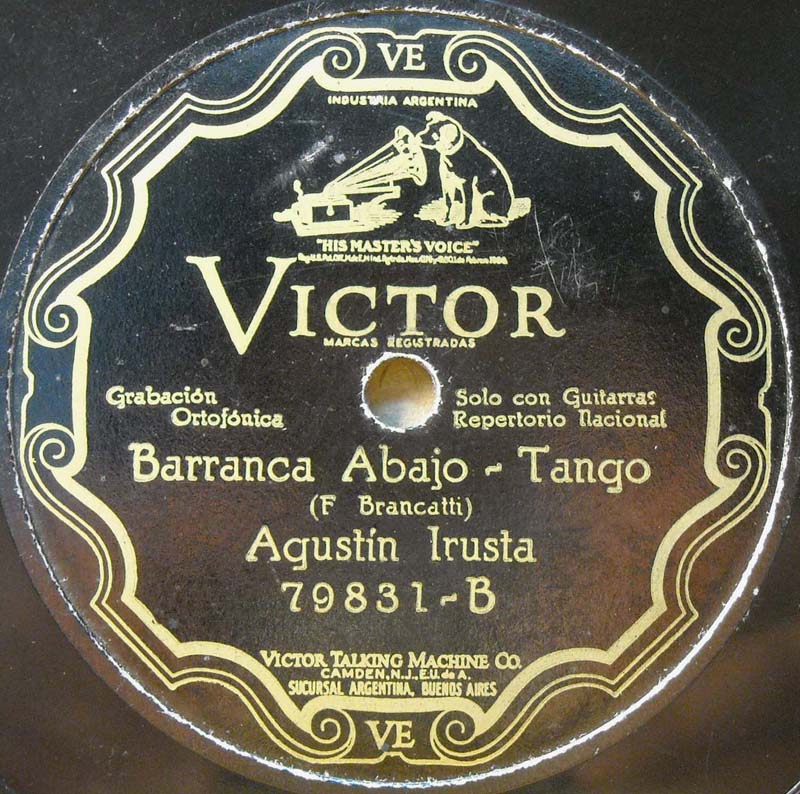 VE
INDUSTRIA ARGENTINA
"HIS MASTER'S VOICE"
VICTOR
MARCAS REGISTRADAS
Grabación
Ortofónica
Solo con Guitarras
Repertorio Nacional
Barranca Abajo - Tango
(F Brancatti)
Agustín Irusta
79831-B
VICTOR TALKING MACHINE CO.
CAMDEN, N.J., E.U. de A.
SUCURSAL ARGENTINA, BUENOS AIRES
VE